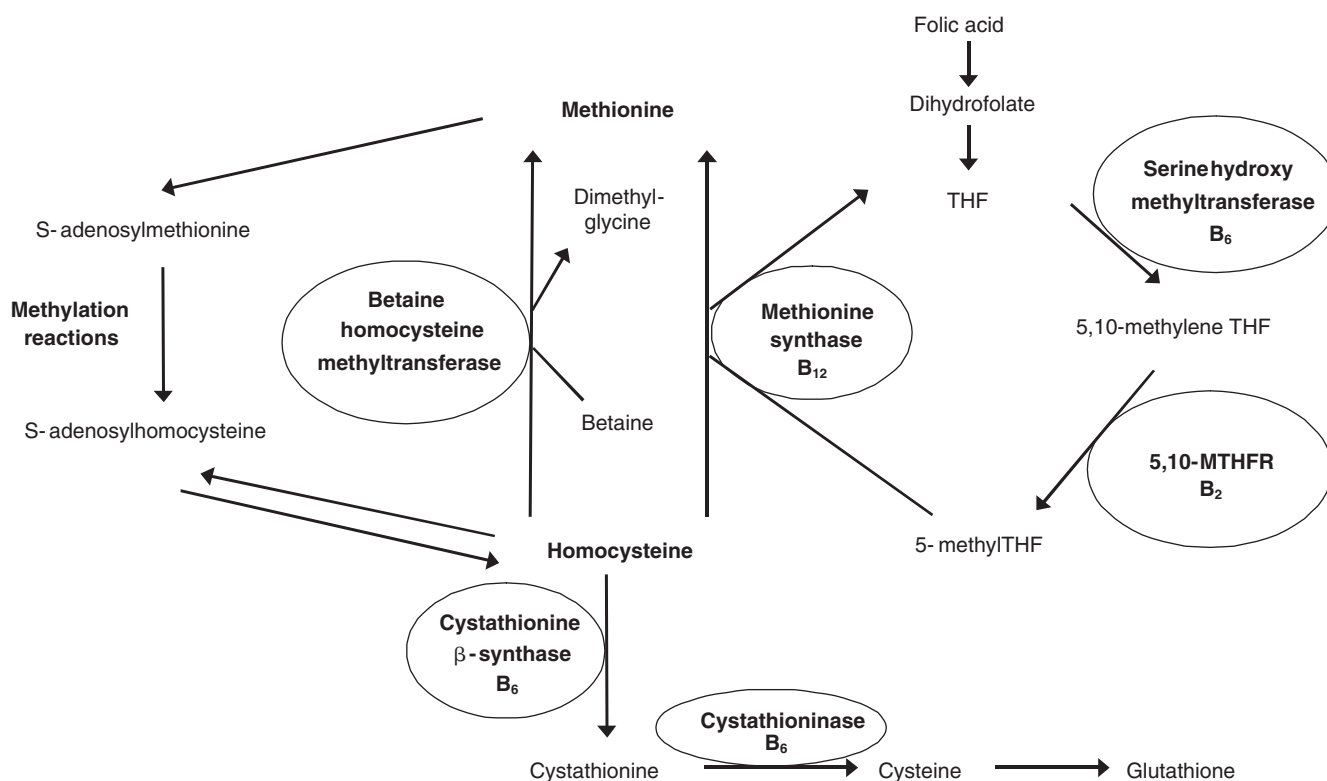 Folic acid
Dihydrofolate
Methionine
Serinehydroxy
methyltransferase
B₆
Dimethyl-
glycine
THF
S-adenosylmethionine
Betaine
homocysteine
methyltransferase
Methionine
synthase
B₁₂
Methylation
reactions
5,10-methylene THF
Betaine
S-adenosylhomocysteine
5,10-MTHFR
B₂
Homocysteine
5-methylTHF
Cystathionine
β-synthase
B₆
Cystathioninase
B₆
Cystathionine
Cysteine
Glutathione